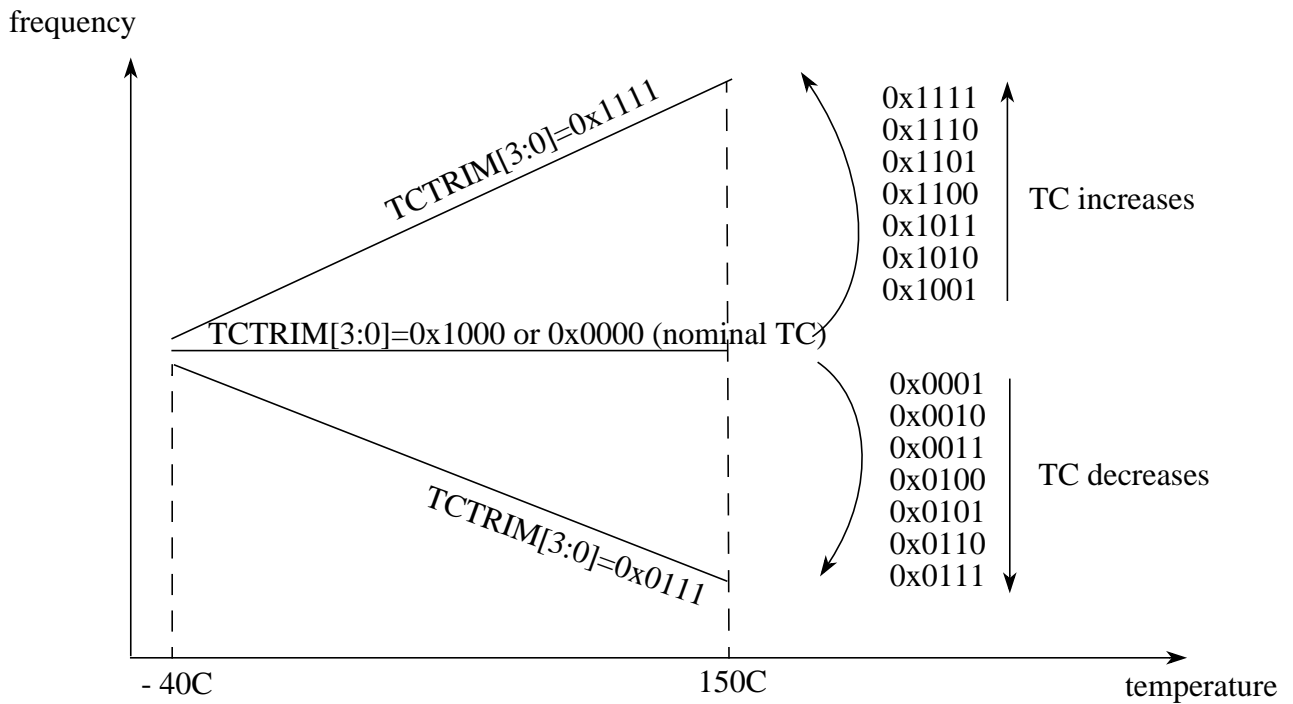 frequency
TCTRIM[3:0]=0x1111
0x1111
0x1110
0x1101
0x1100
0x1011
0x1010
0x1001
TC increases
TCTRIM[3:0]=0x1000 or 0x0000 (nominal TC)
0x0001
0x0010
0x0011
0x0100
0x0101
0x0110
0x0111
TC decreases
TCTRIM[3:0]=0x0111
- 40C
150C
temperature